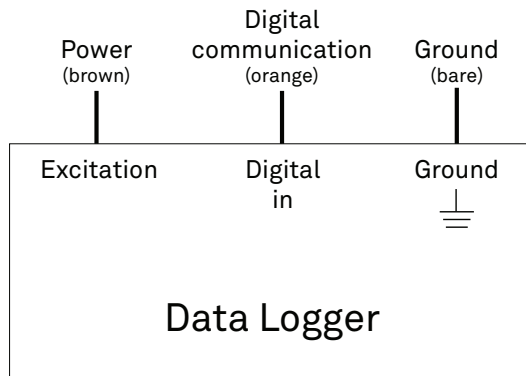 Power
(brown)
Digital
communication
(orange)
Ground
(bare)
Excitation
Digital
in
Ground
Data Logger